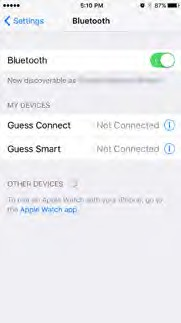 5:10 PM 87%
Settings Bluetooth
Bluetooth
Now discoverable as
MY DEVICES
Guess Connect Not Connected
Guess Smart Not Connected
OTHER DEVICES
To pair an Apple Watch with your iPhone, go to
the Apple Watch app.